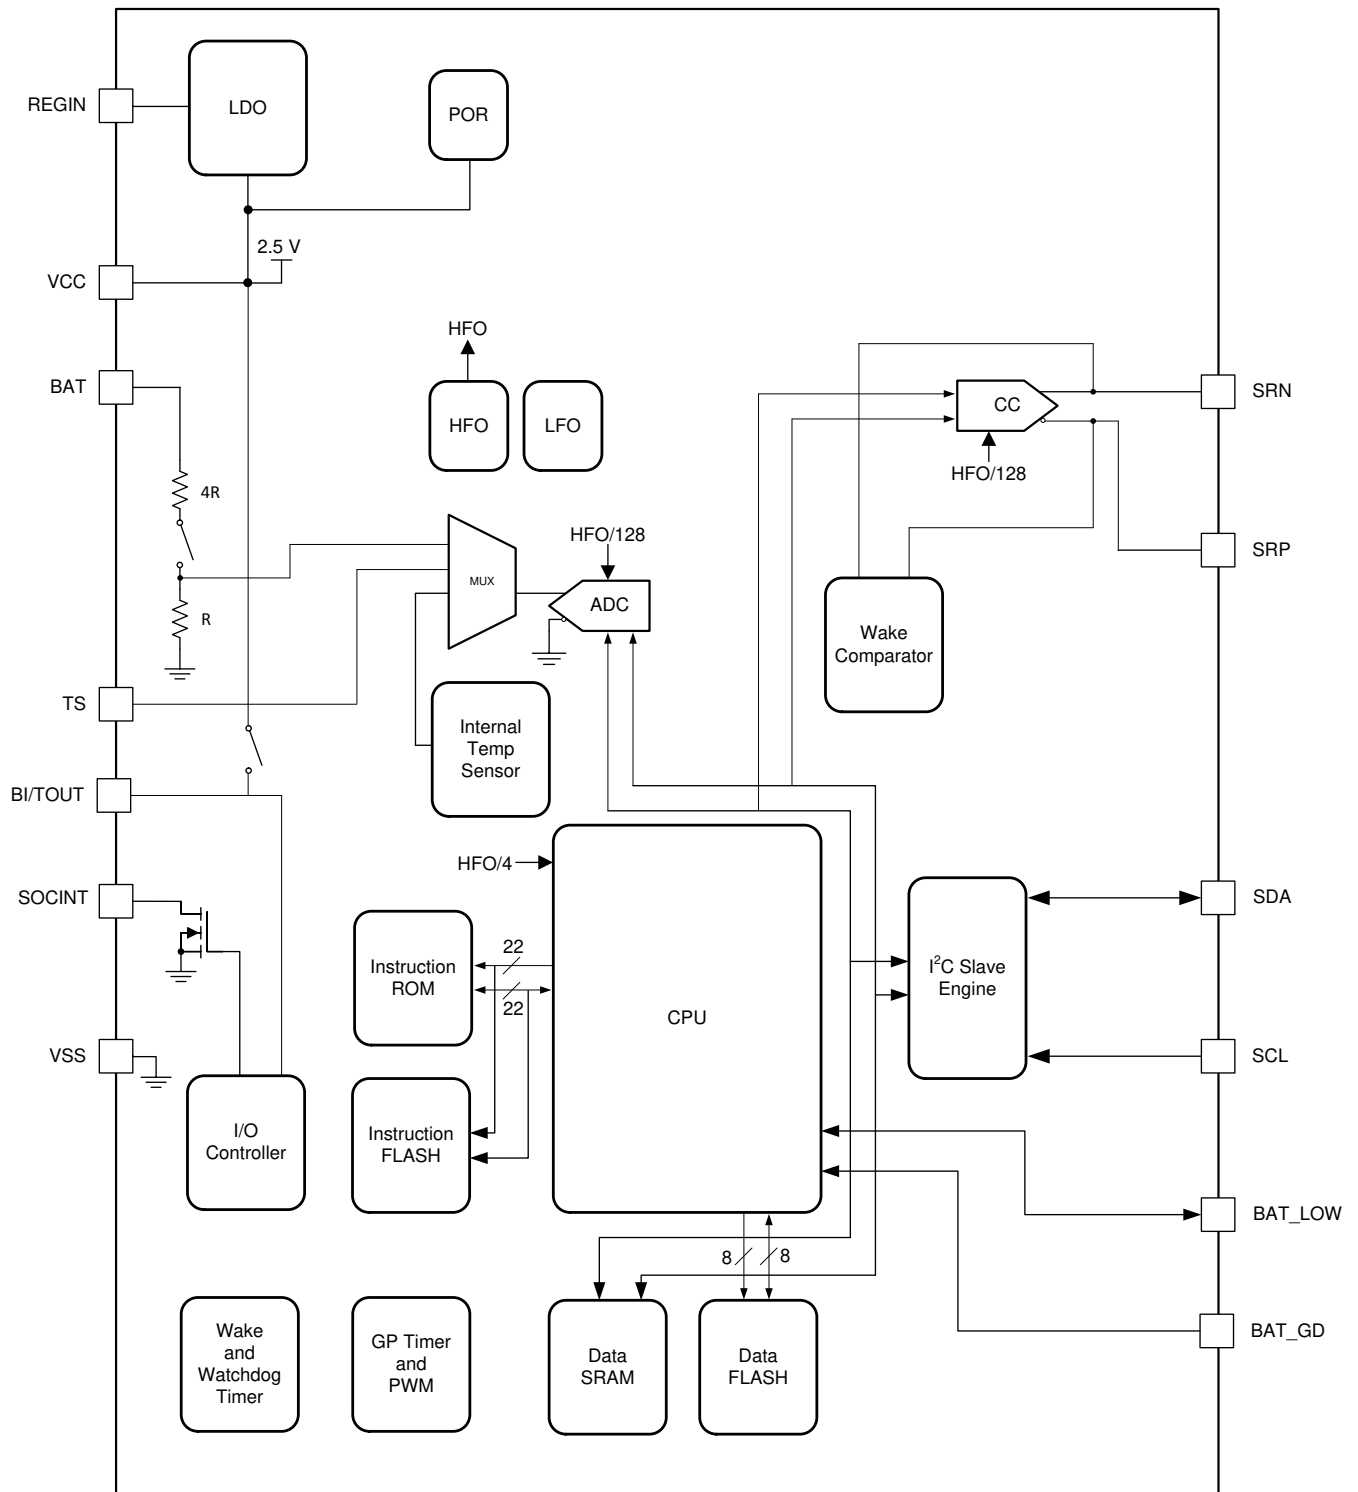 REGIN
LDO
POR
2.5 V
VCC
HFO
BAT
HFO
LFO
CC
SRN
HFO/128
4R
HFO/128
SRP
MUX
ADC
R
Wake
Comparator
TS
Internal
Temp
Sensor
BI/TOUT
HFO/4
SOCINT
SDA
22
Instruction
ROM
22
I²C Slave
Engine
CPU
VSS
SCL
I/O
Controller
Instruction
FLASH
BAT_LOW
8
8
Wake
and
Watchdog
Timer
GP Timer
and
PWM
Data
SRAM
Data
FLASH
BAT_GD